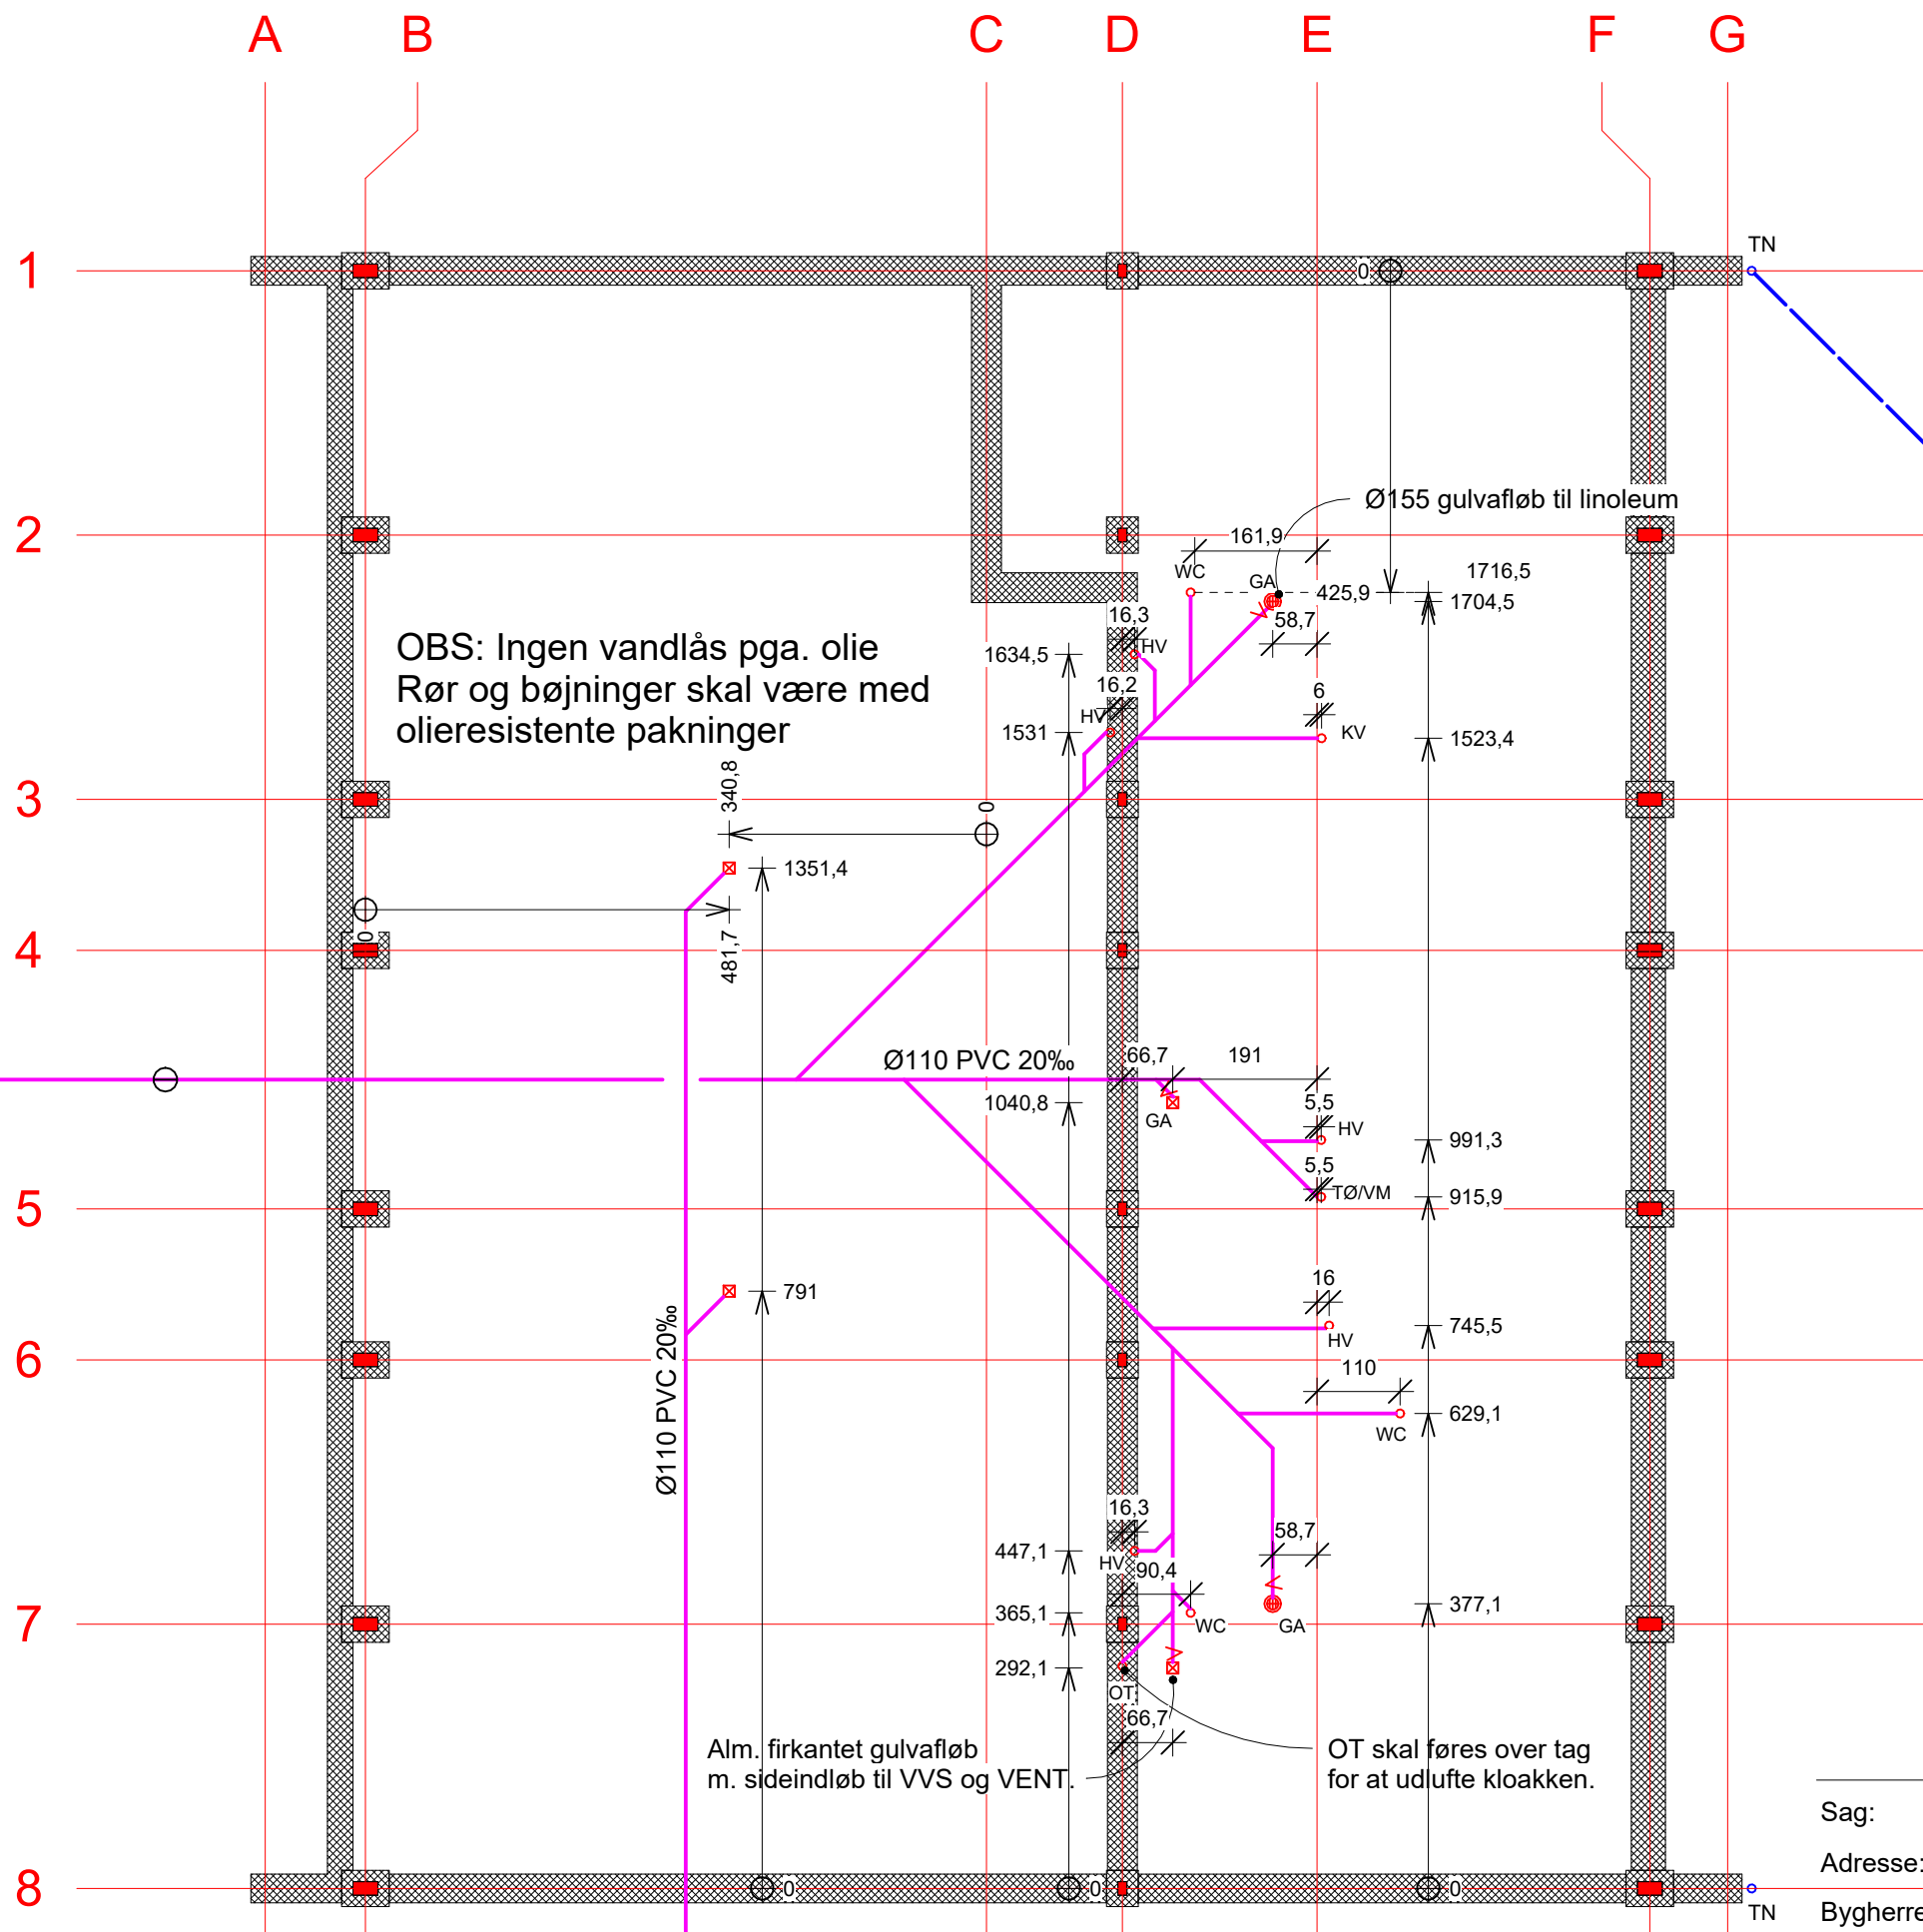 A B C D E F G
1
TN
0
Ø155 gulvafløb til linoleum
2
161,9
WC
GA
425,9
1716,5
1704,5
58,7
16,3
HV
1634,5
OBS: Ingen vandlås pga. olie
Rør og bøjninger skal være med
olieresistente pakninger
16,2
HV
1531
6
KV
1523,4
340,8
3
0
1351,4
0
481,7
4
Ø110 PVC 20‰
66,7
191
1040,8
GA
5,5
HV
991,3
5,5
TØ/VM
915,9
5
791
16
745,5
HV
Ø110 PVC 20‰
6
110
629,1
WC
16,3
58,7
447,1
HV
90,4
377,1
365,1
WC
GA
7
292,1
OT
66,7
Alm. firkantet gulvafløb
m. sideindløb til VVS og VENT.
OT skal føres over tag
for at udlufte kloakken.
Sag:
Adresse:
8
0
0
0
TN
Bygherre